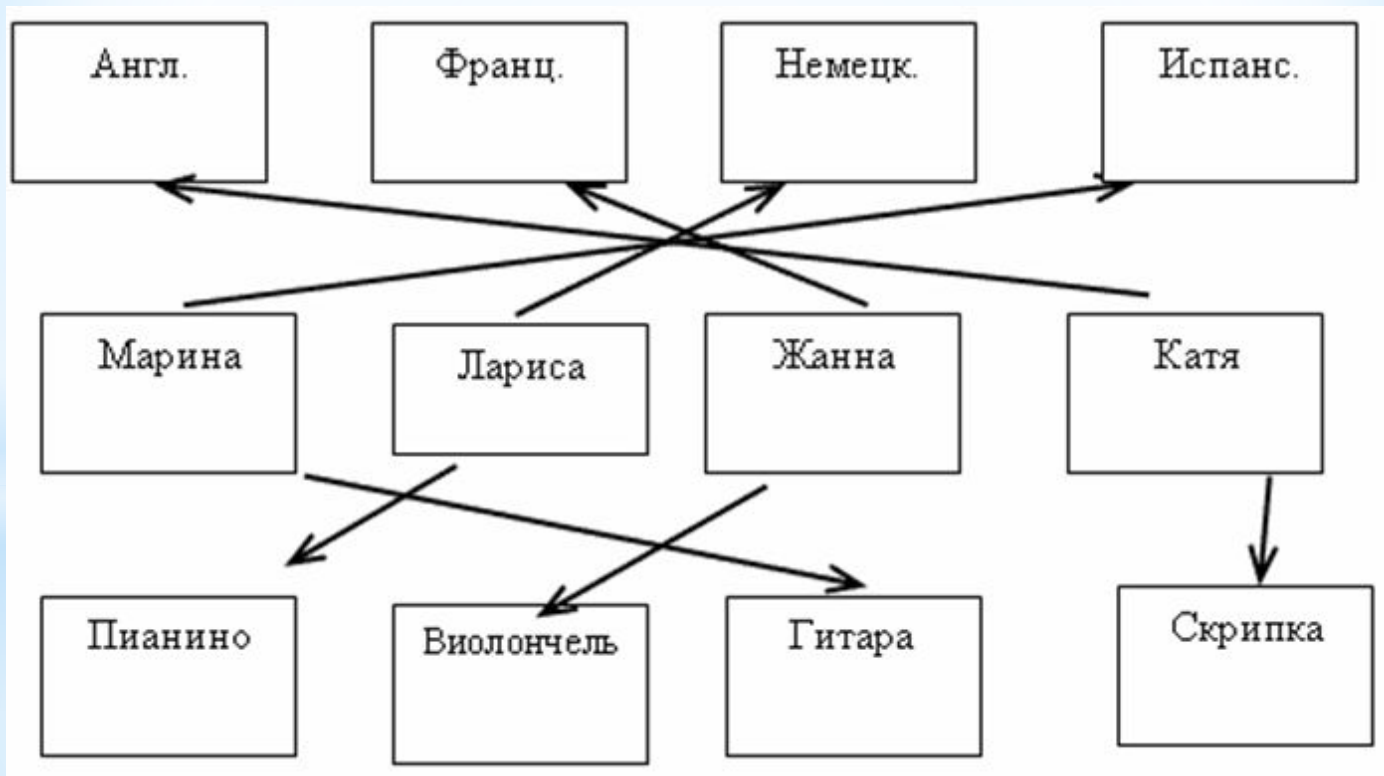 Англ. Франц. Немецк. Испанс.
Марина Лариса Жанна Катя
Пианино Виолончель Гитара Скрипка